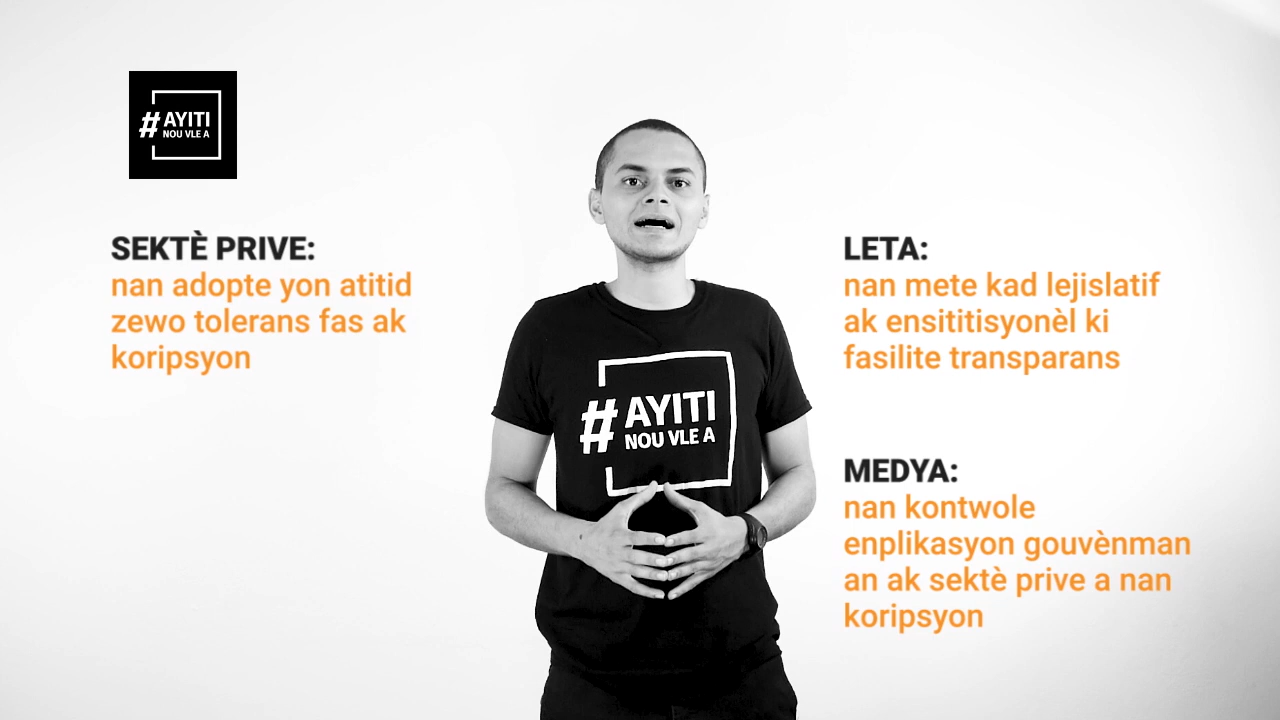 # AYITI
NOU VLE A
SEKTÈ PRIVE:
nan adopte yon atitid
zewo tolerans fas ak
koripsyon
# AYITI
NOU VLE A
LETA:
nan mete kad lejislatif
ak ensititisyonèl ki
fasilite transparans
MEDYA:
nan kontwole
enplikasyon gouvènman
an ak sektè prive a nan
koripsyon